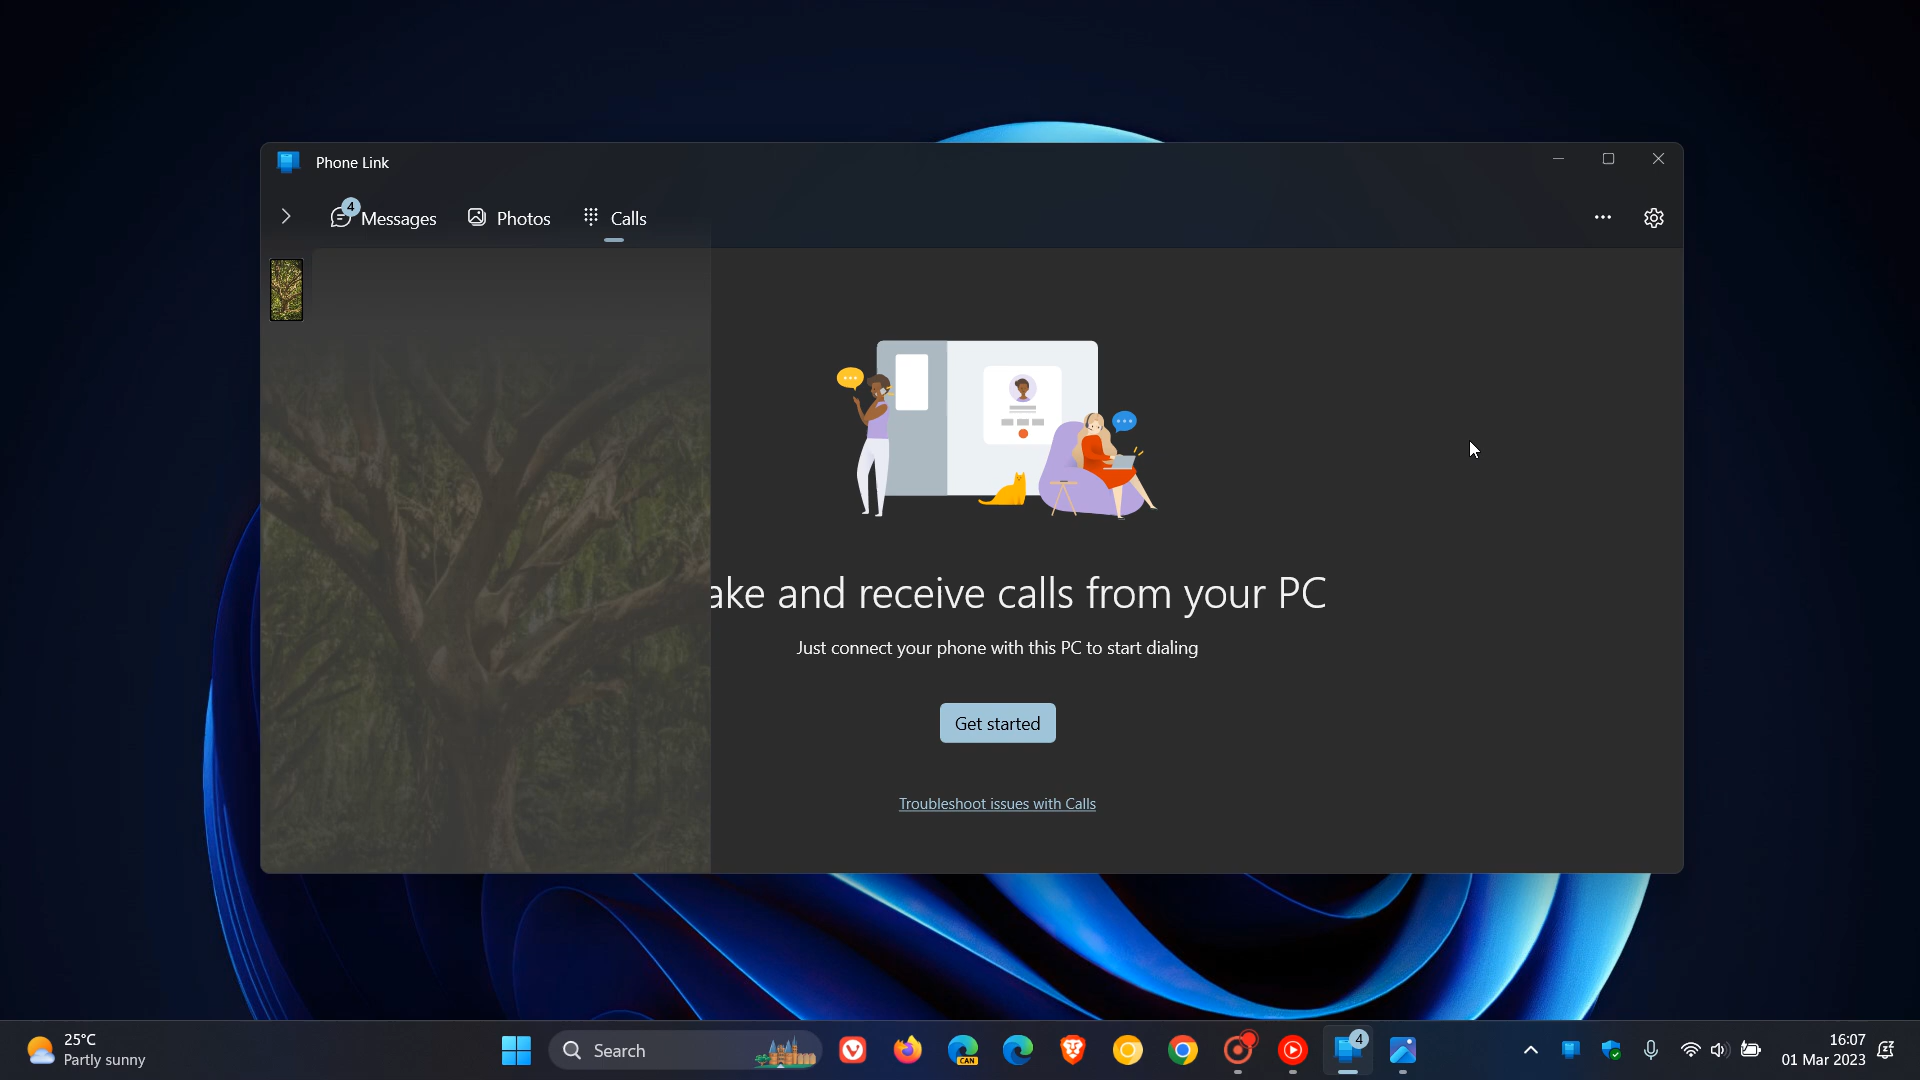 Phone Link
4
Messages
Photos
Calls
ake and receive calls from your PC
Just connect your phone with this PC to start dialing
Get started
Troubleshoot issues with Calls
25°C
Partly sunny
Search
CAN
4
16:07
01 Mar 2023